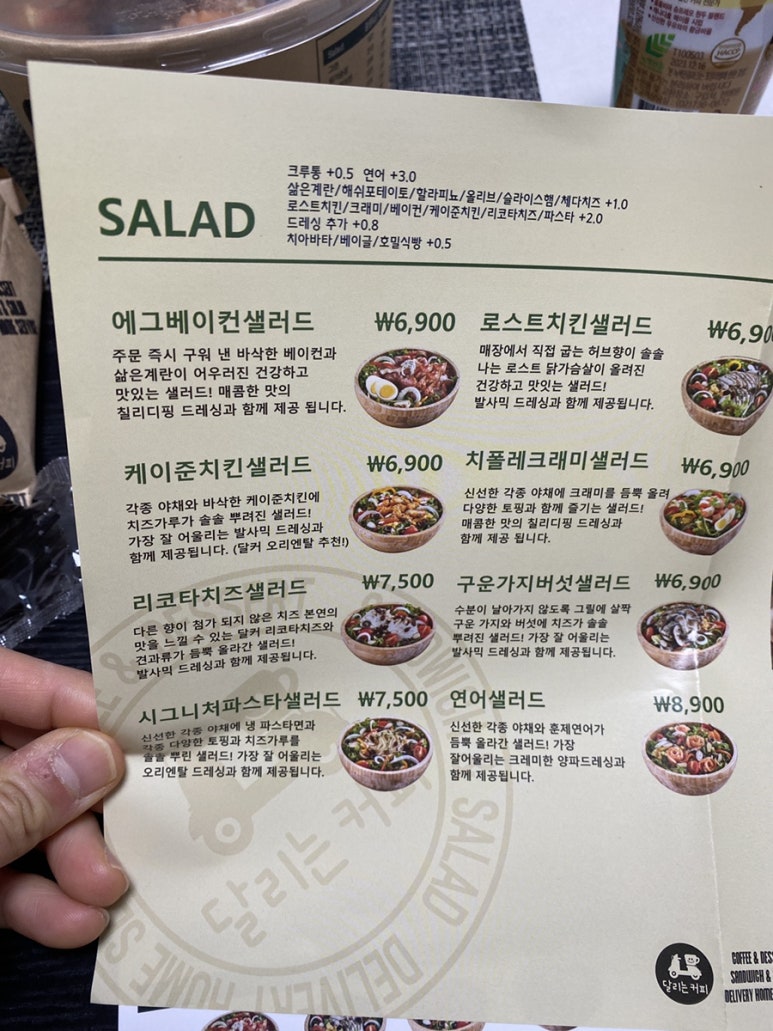 SALAD
크루통 +0.5 연어 +3.0
삶은계란/해쉬포테이토/할라피뇨/올리브/슬라이스햄/체다치즈 +1.0
로스트치킨/크래미/베이컨/케이준치킨/리코타치즈/파스타 +2.0
드레싱 추가 +0.8
치아바타/베이글/호밀식빵 +0.5
에그베이컨샐러드 ₩6,900
주문 즉시 구워 낸 바삭한 베이컨과
삶은계란이 어우러진 건강하고
맛있는 샐러드! 매콤한 맛의
칠리디핑 드레싱과 함께 제공 됩니다.
로스트치킨샐러드 ₩6,90
매장에서 직접 굽는 허브향이 솔솔
나는 로스트 닭가슴살이 올려진
건강하고 맛잇는 샐러드!
발사믹 드레싱과 함께 제공 됩니다.
케이준치킨샐러드 ₩6,900
각종 야채와 바삭한 케이준치킨에
치즈가루가 솔솔 뿌려진 샐러드!
가장 잘 어울리는 발사믹 드레싱과
함께 제공됩니다. (달커 오리엔탈 추천!)
치폴레크래미샐러드 ₩6,900
신선한 각종 야채에 크래미를 듬뿍 올려
다양한 토핑과 함께 즐기는 샐러드!
매콤한 맛의 칠리디핑 드레싱과
함께 제공 됩니다.
리코타치즈샐러드 ₩7,500
다른 향이 첨가 되지 않은 치즈 본연의
맛을 느낄 수 있는 달커 리코타치즈와
견과류가 듬뿍 올라간 샐러드!
발사믹 드레싱과 함께 제공됩니다.
구운가지버섯샐러드 ₩6,900
수분이 날아가지 않도록 그릴에 살짝
구운 가지와 버섯에 치즈가 솔솔
뿌려진 샐러드! 가장 잘 어울리는
발사믹 드레싱과 함께 제공됩니다.
시그니처파스타샐러드 ₩7,500
신선한 각종 야채에 냉 파스타면과
각종 다양한 토핑과 치즈가루를
솔솔 뿌린 샐러드! 가장 잘 어울리는
오리엔탈 드레싱과 함께 제공됩니다.
연어샐러드 ₩8,900
신선한 각종 야채와 훈제연어가
듬뿍 올라간 샐러드! 가장
잘어울리는 크레미한 양파드레싱과
함께 제공 됩니다.
달리는 커피
SALAD
DELIVERY HOME
달리는커피
COFFEE & DES
SANDWICH &
DELIVERY HOME
HACCP